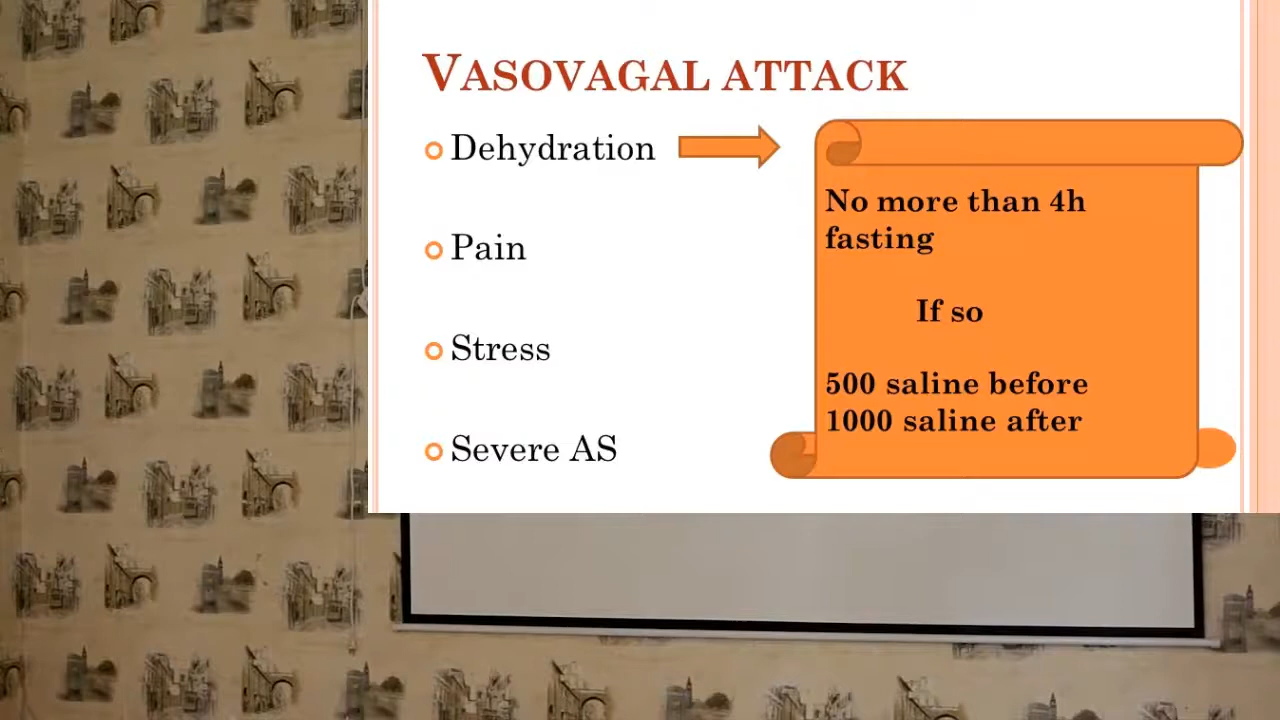 VASOVAGAL ATTACK
Dehydration
Pain
Stress
Severe AS
No more than 4h
fasting
If so
500 saline before
1000 saline after